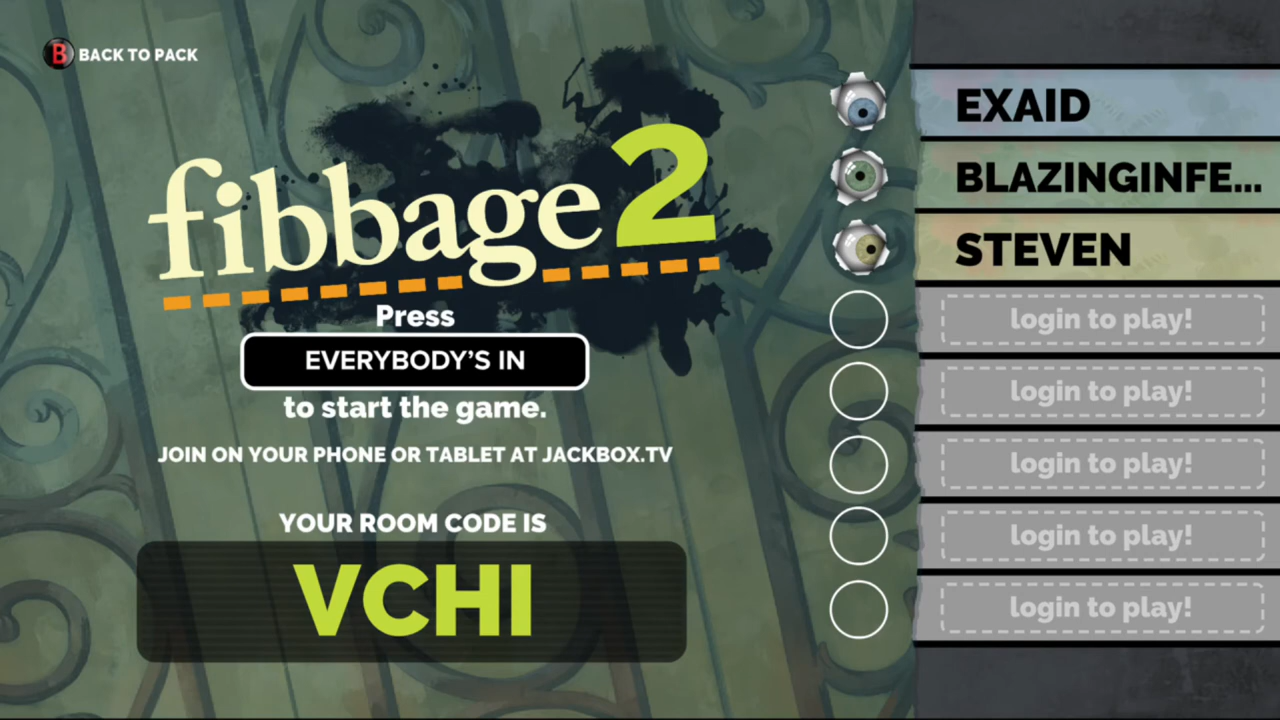 B BACK TO PACK
fibbage 2
Press
EVERYBODY'S IN
to start the game.
JOIN ON YOUR PHONE OR TABLET AT JACKBOX.TV
YOUR ROOM CODE IS
VCHI
EXAID
BLAZINGINFE...
STEVEN
login to play!
login to play!
login to play!
login to play!
login to play!